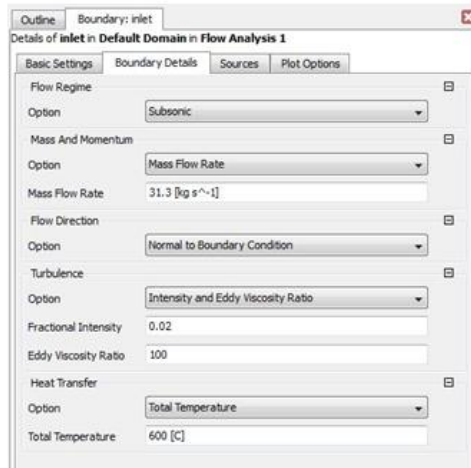 Outline Boundary: inlet
Details of inlet in Default Domain in Flow Analysis 1
Basic Settings Boundary Details Sources Plot Options
Flow Regime
Option Subsonic
Mass And Momentum
Option Mass Flow Rate
Mass Flow Rate 31.3 [kg s^-1]
Flow Direction
Option Normal to Boundary Condition
Turbulence
Option Intensity and Eddy Viscosity Ratio
Fractional Intensity 0.02
Eddy Viscosity Ratio 100
Heat Transfer
Option Total Temperature
Total Temperature 600 [C]